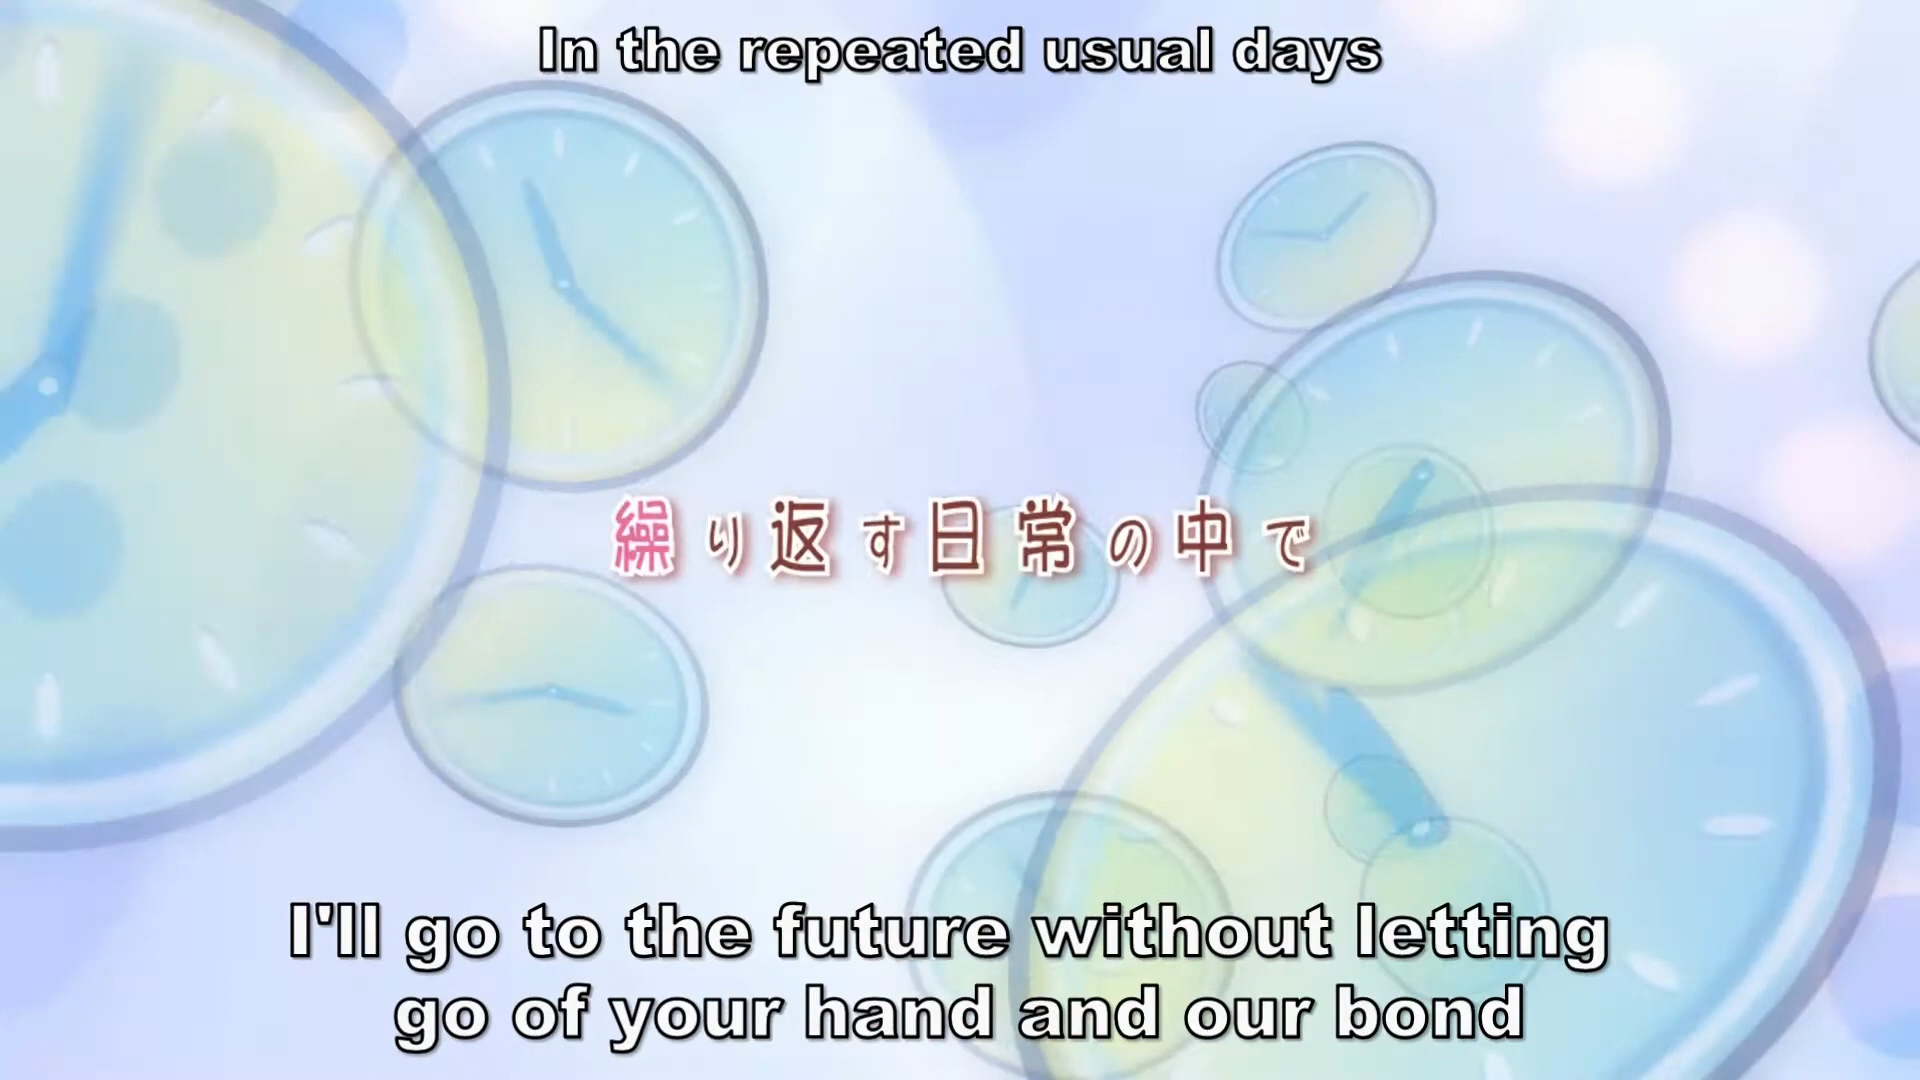 In the repeated usual days
繰り返す日常の中で
I'll go to the future without letting
go of your hand and our bond